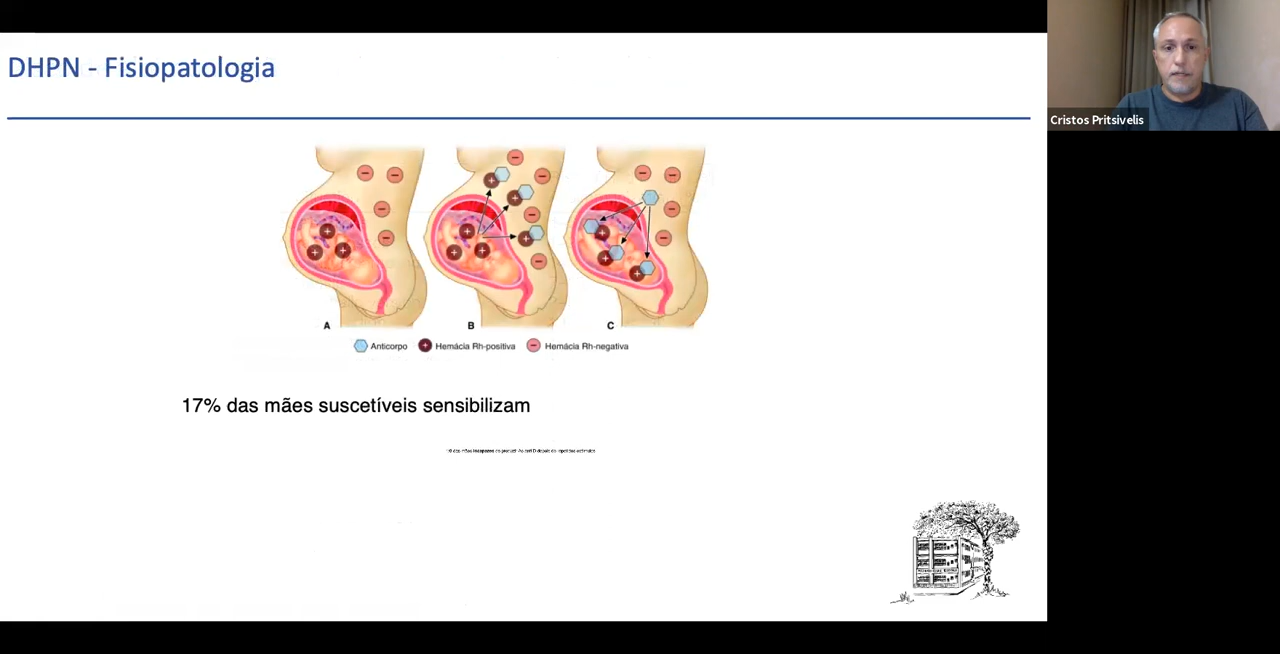 DHPN - Fisiopatologia
Cristos Pritsivelis
A
B
C
Anticorpo
Hemácia Rh-positiva
Hemácia Rh-negativa
17% das mães suscetíveis sensibilizam